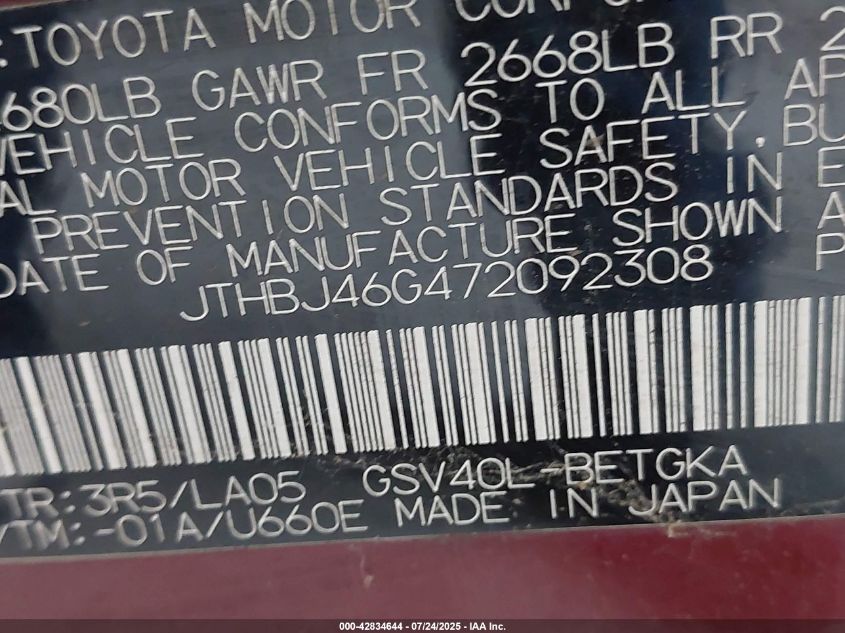 :TOYOTA MOTOR CORPO
680LB GAWR FR 2668LB RR 2
VEHICLE CONFORMS TO ALL AP
AL MOTOR VEHICLE SAFETY, BU
PREVENTION STANDARDS IN E
DATE OF MANUFACTURE SHOWN A
JTHBJ46G472092308 P
TR:3R5/LA05 GSV40L-BETGKA
/TM:-01A/U660E MADE IN JAPAN
000-42834644 / 07/24/2025 - IAA Inc.